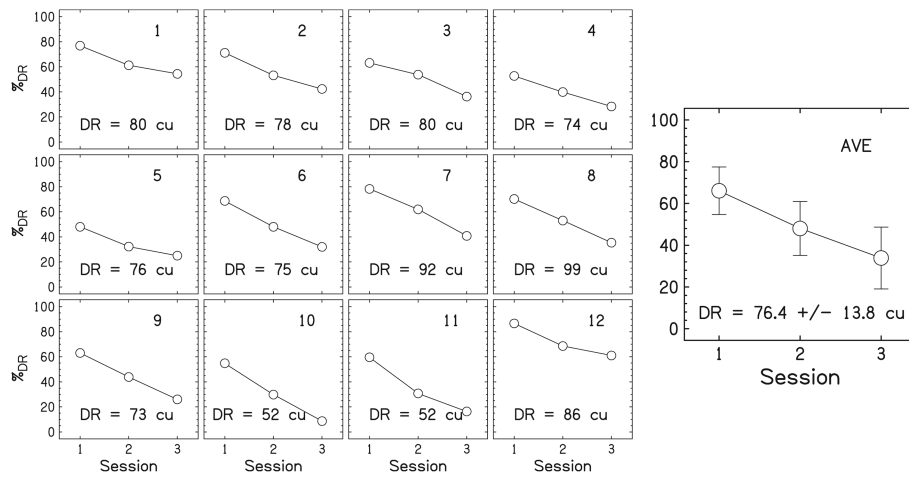 100
80
60
40
20
0
%DR
1
DR = 80 cu
2
DR = 78 cu
3
DR = 80 cu
4
DR = 74 cu
100
80
60
40
20
0
%DR
5
DR = 76 cu
6
DR = 75 cu
7
DR = 92 cu
8
DR = 99 cu
100
80
60
40
20
0
%DR
9
DR = 73 cu
10
DR = 52 cu
11
DR = 52 cu
12
DR = 86 cu
1 2 3
1 2 3
1 2 3
1 2 3
Session
Session
Session
Session
100
80
60
40
20
0
AVE
DR = 76.4 +/- 13.8 cu
1 2 3
Session